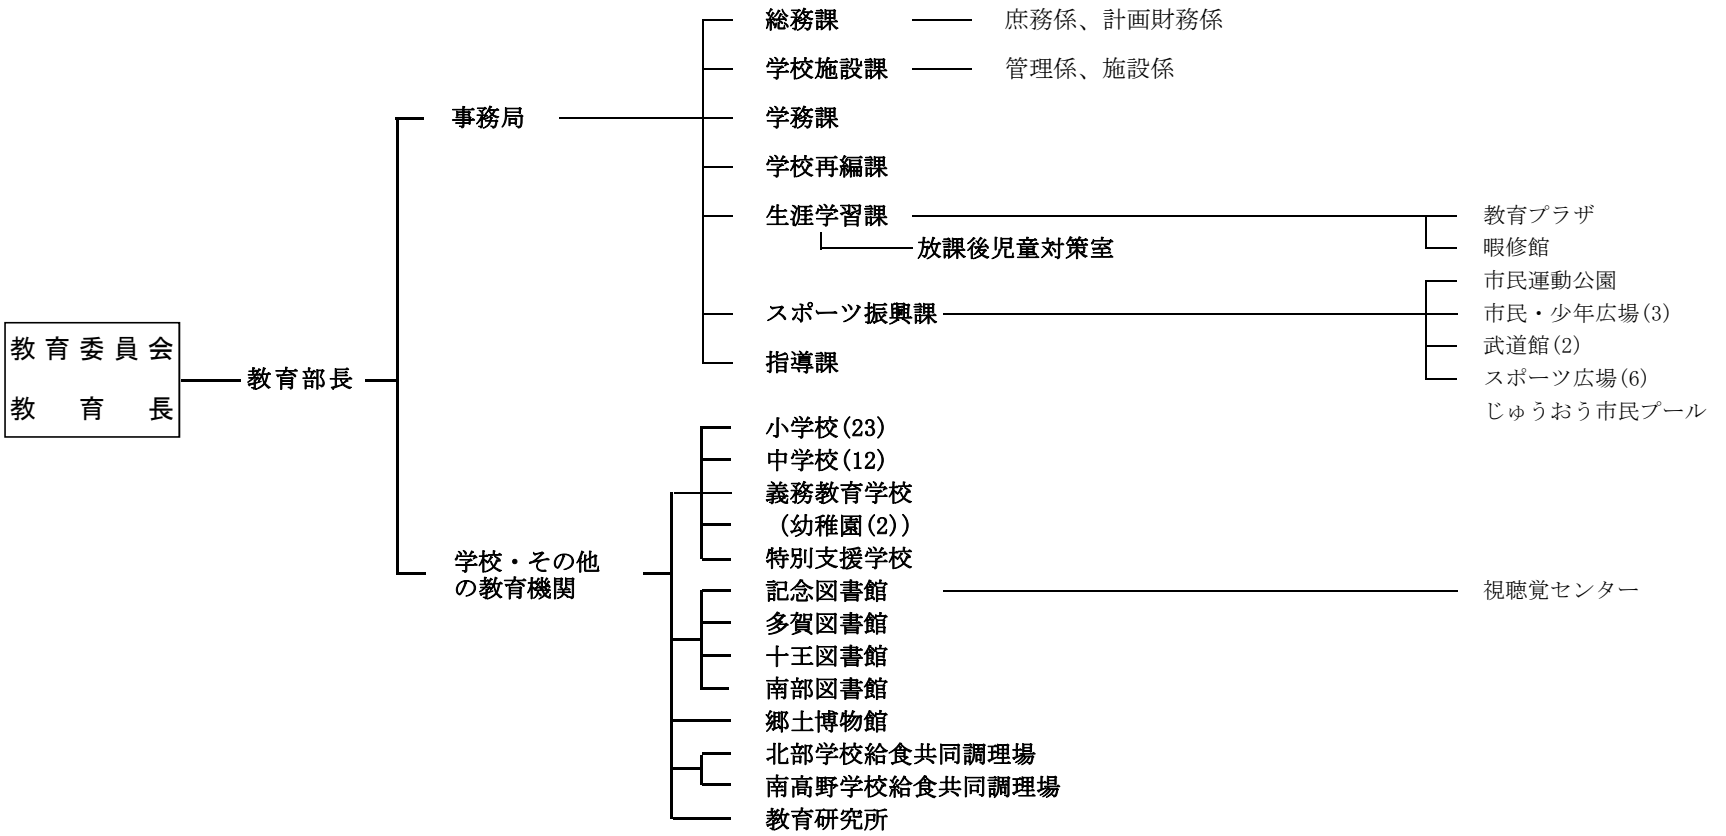 総務課 庶務係、計画財務係
学校施設課 管理係、施設係
事務局 学務課
学校再編課
生涯学習課 教育プラザ
放課後児童対策室 暇修館
市民運動公園
スポーツ振興課 市民・少年広場(3)
武道館(2)
教育委員会
指導課
教育部長 スポーツ広場(6)
教育長 じゅうおう市民プール
小学校(23)
中学校(12)
義務教育学校
(幼稚園(2))
学校・その他
の教育機関
特別支援学校
記念図書館 視聴覚センター
多賀図書館
十王図書館
南部図書館
郷土博物館
北部学校給食共同調理場
南高野学校給食共同調理場
教育研究所